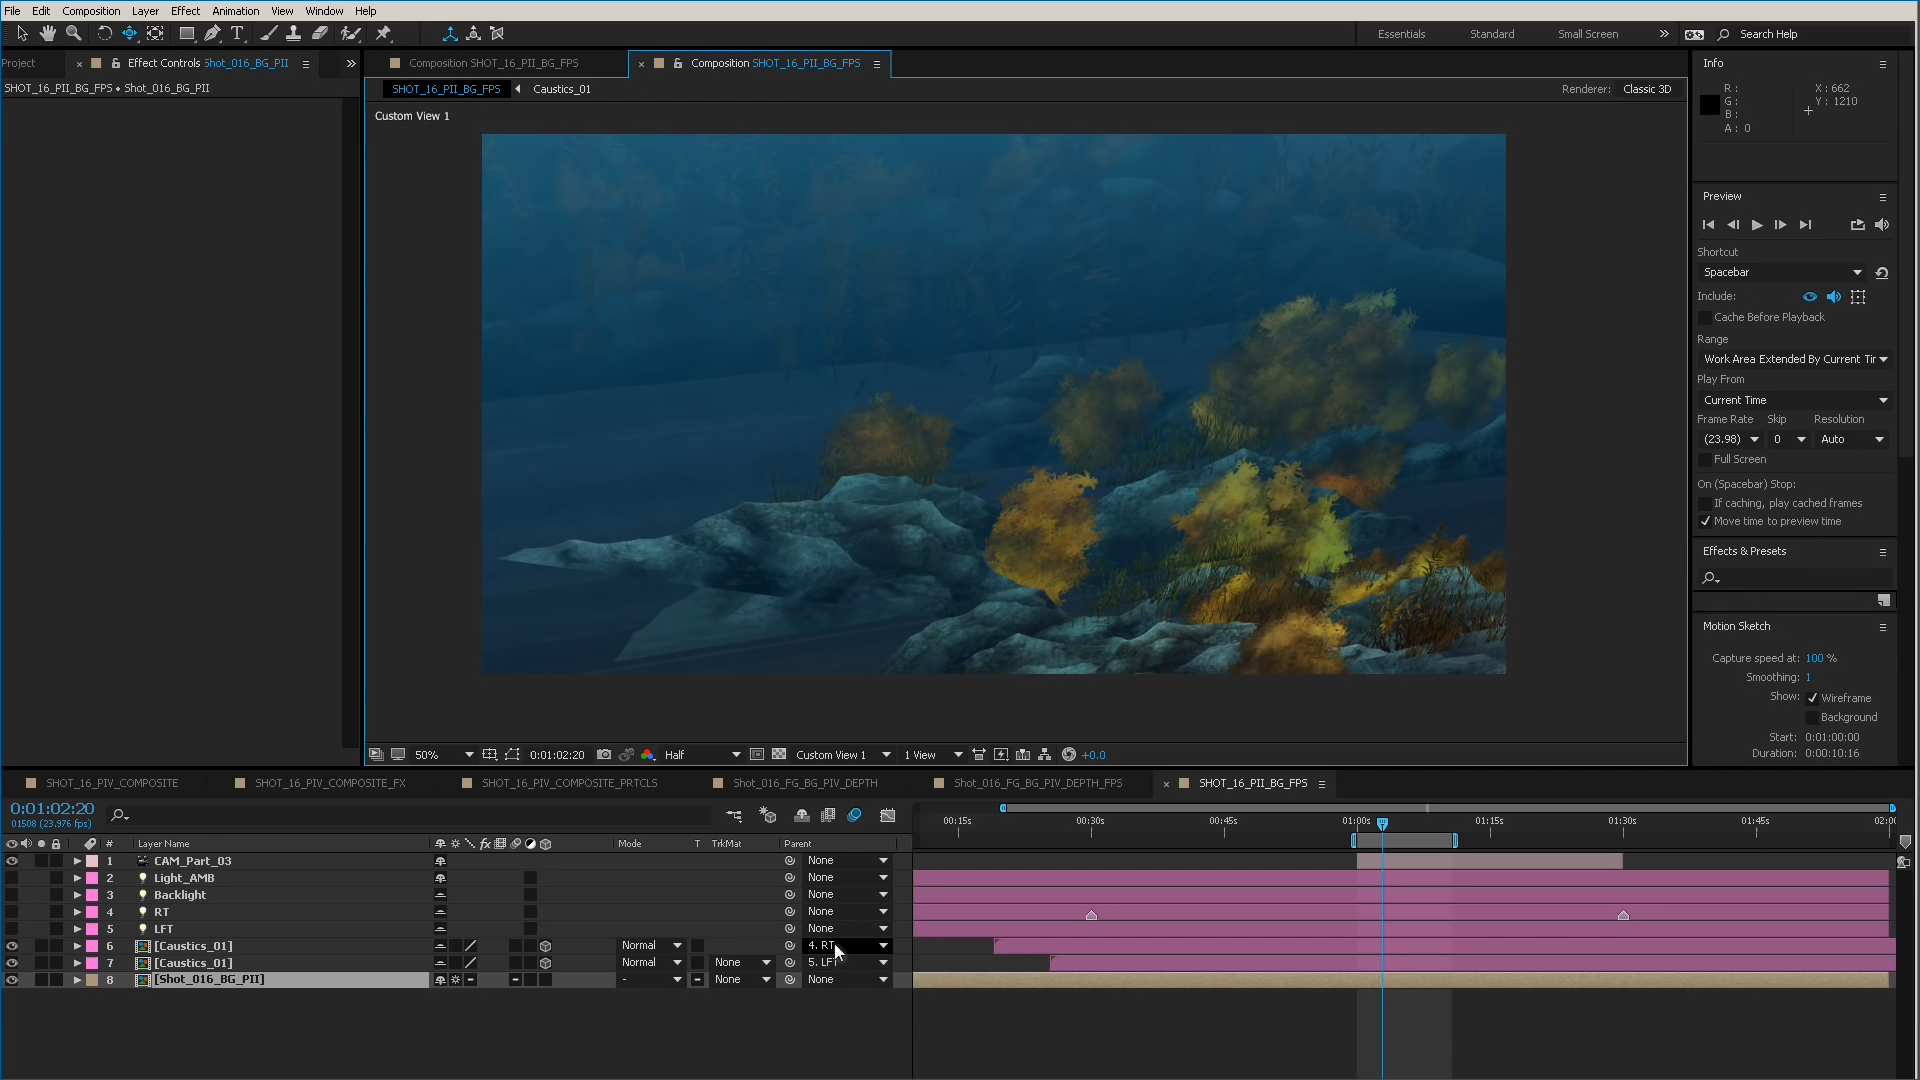 File Edit Composition Layer Effect Animation View Window Help
Essentials Standard Small Screen Search Help
Project × Effect Controls Shot_016_BG_PII
SHOT_16_PII_BG_FPS • Shot_016_BG_PII
Composition SHOT_16_PII_BG_FPS × Composition SHOT_16_PII_BG_FPS
SHOT_16_PII_BG_FPS Caustics_01 Renderer: Classic 3D
Custom View 1
50% 0:01:02:20 Half Custom View 1 1 View +0.0
Info
R : X : 662
G : Y : 1210
B :
A : 0
Preview
Shortcut
Spacebar
Include:
Cache Before Playback
Range
Work Area Extended By Current Tir
Play From
Current Time
Frame Rate Skip Resolution
(23.98) 0 Auto
Full Screen
On (Spacebar) Stop:
If caching, play cached frames
Move time to preview time
Effects & Presets
Motion Sketch
Capture speed at: 100 %
Smoothing: 1
Show: Wireframe
Background
Start: 0:01:00:00
Duration: 0:00:10:16
SHOT_16_PIV_COMPOSITE SHOT_16_PIV_COMPOSITE_FX SHOT_16_PIV_COMPOSITE_PRTCLS Shot_016_FG_BG_PIV_DEPTH Shot_016_FG_BG_PIV_DEPTH_FPS × SHOT_16_PII_BG_FPS
0:01:02:20
01508 (23.976 fps)
00:15s 00:30s 00:45s 01:00s 01:15s 01:30s 01:45s 02:00
# Layer Name fx Mode T TrkMat Parent
1 CAM_Part_03 None
2 Light_AMB None
3 Backlight None
4 RT None
5 LFT None
6 [Caustics_01] Normal 4. RT
7 [Caustics_01] Normal None 5. LFT
8 [Shot_016_BG_PII] - None None